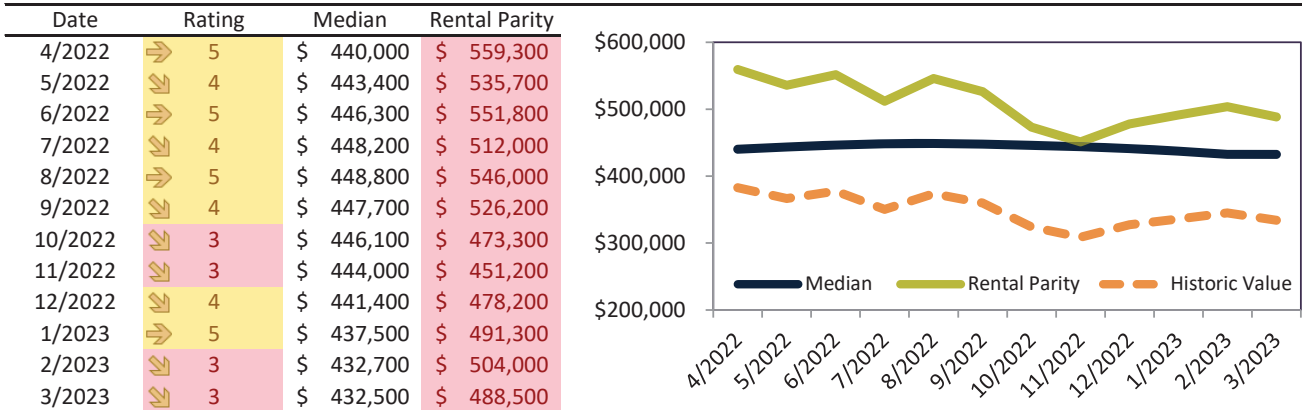 Date Rating Median Rental Parity
4/2022 5 $ 440,000 $ 559,300
5/2022 4 $ 443,400 $ 535,700
6/2022 5 $ 446,300 $ 551,800
7/2022 4 $ 448,200 $ 512,000
8/2022 5 $ 448,800 $ 546,000
9/2022 4 $ 447,700 $ 526,200
10/2022 3 $ 446,100 $ 473,300
11/2022 3 $ 444,000 $ 451,200
12/2022 4 $ 441,400 $ 478,200
1/2023 5 $ 437,500 $ 491,300
2/2023 3 $ 432,700 $ 504,000
3/2023 3 $ 432,500 $ 488,500
$600,000
$500,000
$400,000
$300,000
$200,000
Median Rental Parity Historic Value
4/2022 5/2022 6/2022 7/2022 8/2022 9/2022 10/2022 11/2022 12/2022 1/2023 2/2023 3/2023